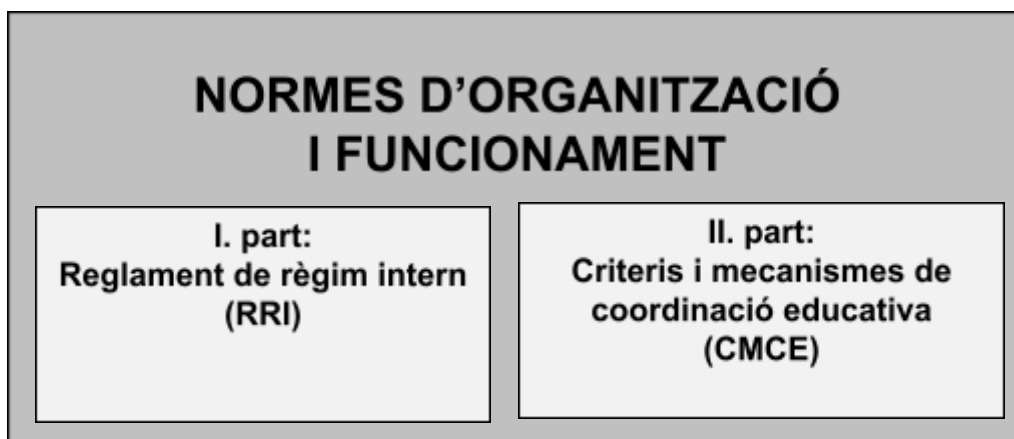 NORMES D’ORGANITZACIÓ
I FUNCIONAMENT
I. part:
Reglament de règim intern
(RRI)
II. part:
Criteris i mecanismes de
coordinació educativa
(CMCE)